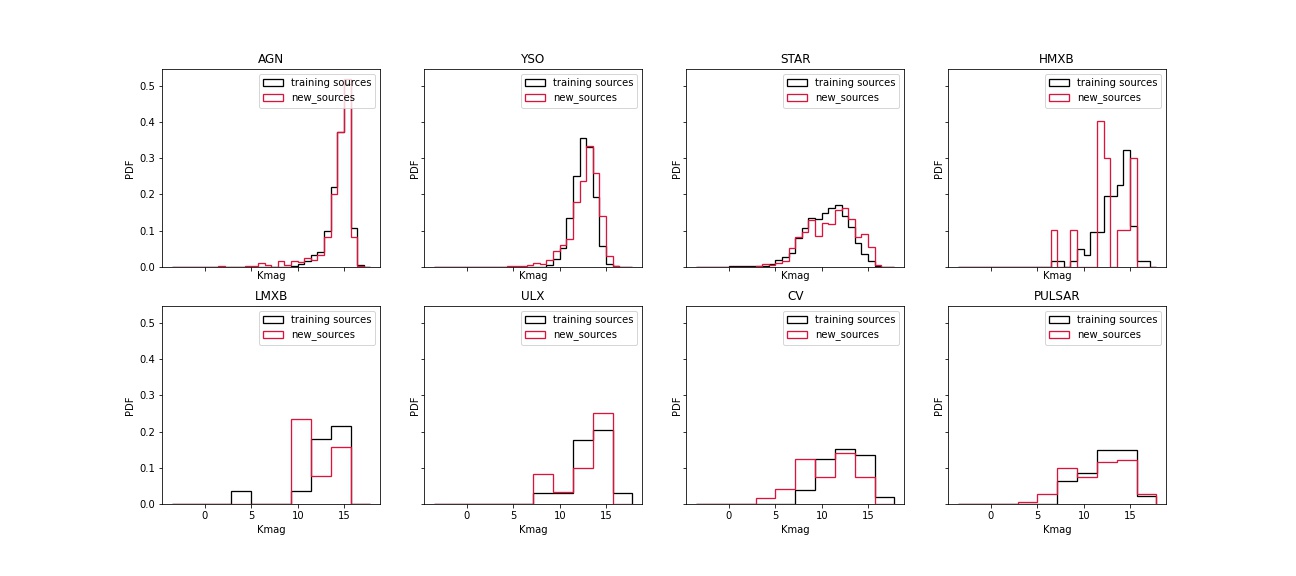 AGN
YSO
STAR
HMXB
training sources
new_sources
training sources
new_sources
training sources
new_sources
training sources
new_sources
PDF
0.0
0.1
0.2
0.3
0.4
0.5
PDF
PDF
PDF
Kmag
Kmag
Kmag
Kmag
LMXB
ULX
CV
PULSAR
training sources
new_sources
training sources
new_sources
training sources
new_sources
training sources
new_sources
PDF
0.0
0.1
0.2
0.3
0.4
0.5
PDF
PDF
PDF
0 5 10 15
0 5 10 15
0 5 10 15
0 5 10 15
Kmag
Kmag
Kmag
Kmag